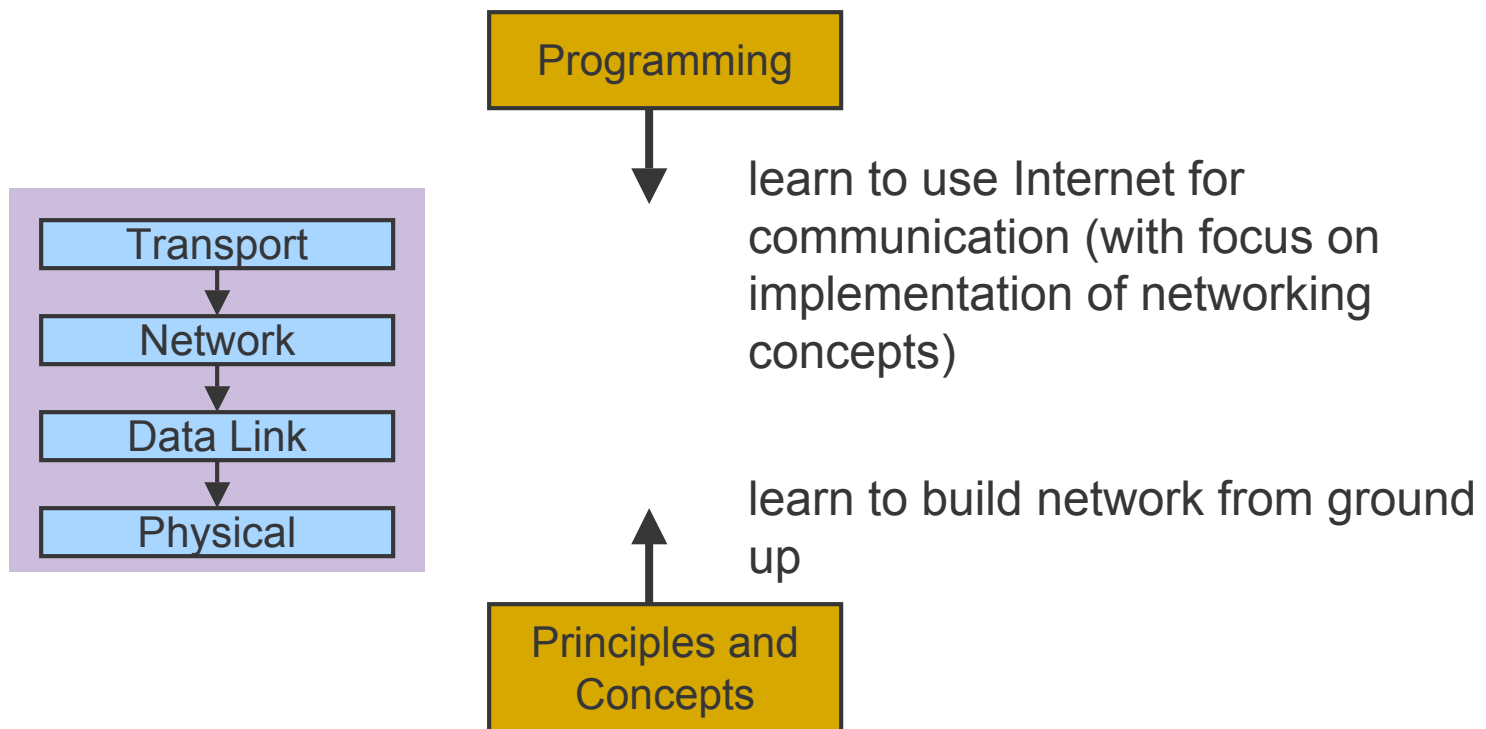 Programming
learn to use Internet for
communication (with focus on
implementation of networking
concepts)
Transport
Network
Data Link
Physical
learn to build network from ground
up
Principles and
Concepts